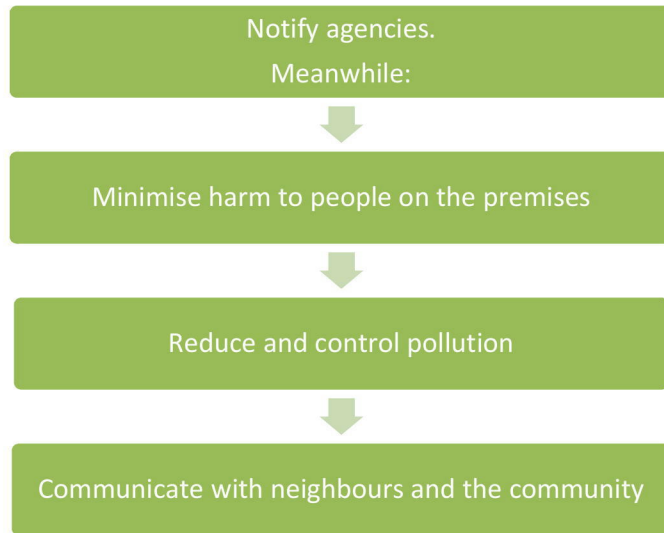 Notify agencies.
Meanwhile:
Minimise harm to people on the premises
Reduce and control pollution
Communicate with neighbours and the community